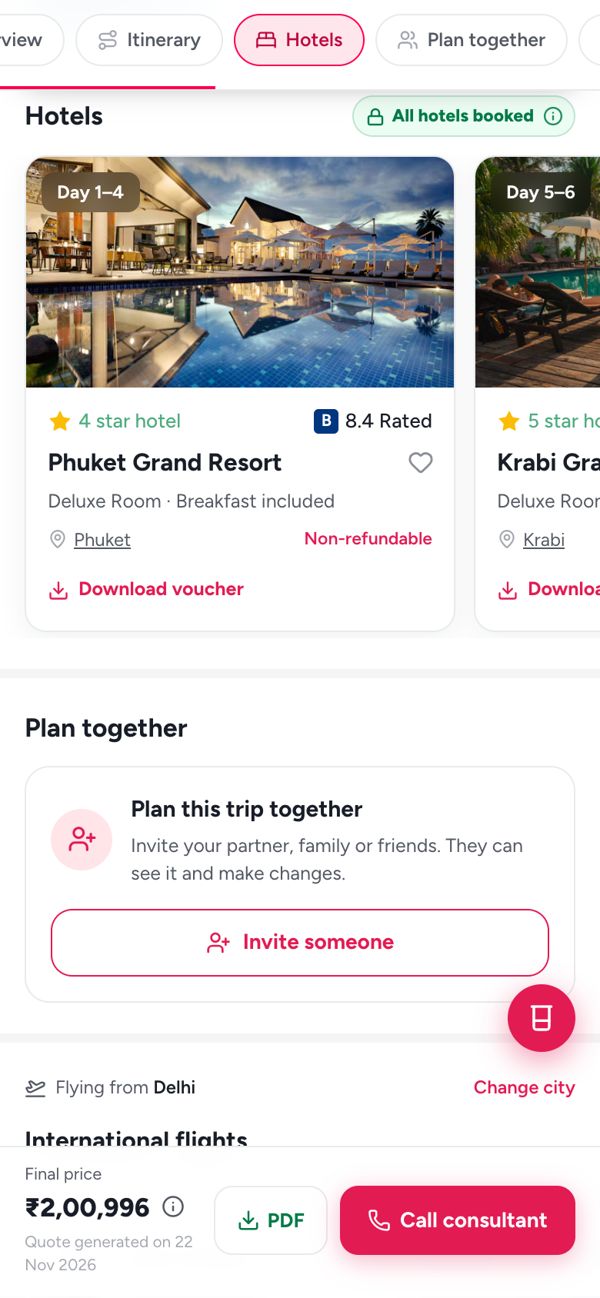 rview
Itinerary
Hotels
Plan together
Hotels
All hotels booked
Day 1–4
Day 5–6
4 star hotel
B 8.4 Rated
5 star ho
Phuket Grand Resort
Krabi Gra
Deluxe Room · Breakfast included
Deluxe Roor
Phuket
Non-refundable
Krabi
Download voucher
Downloa
Plan together
Plan this trip together
Invite your partner, family or friends. They can
see it and make changes.
Invite someone
Flying from Delhi
Change city
International flights
Final price
₹2,00,996
PDF
Call consultant
Quote generated on 22
Nov 2026